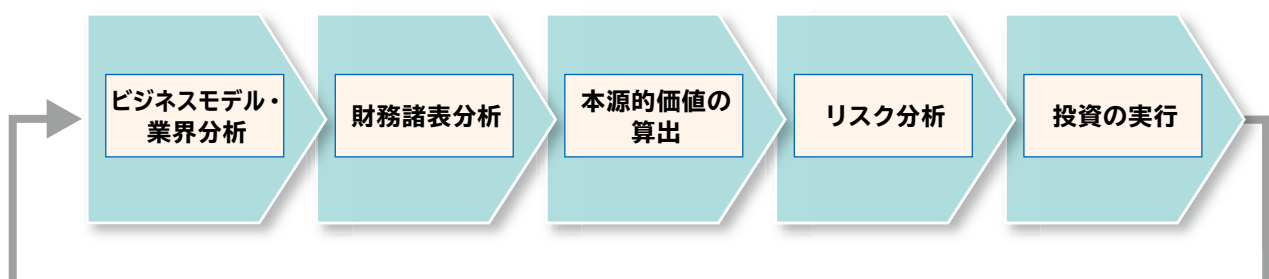 ビジネスモデル・
業界分析
財務諸表分析
本源的価値の
算出
リスク分析
投資の実行